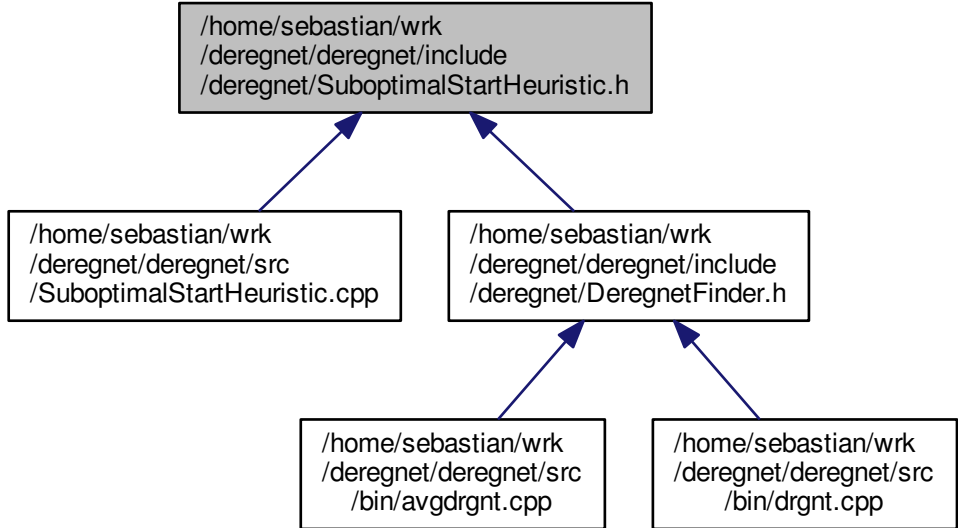 /home/sebastian/wrk
/deregnet/deregnet/include
/deregnet/SuboptimalStartHeuristic.h
/home/sebastian/wrk
/deregnet/deregnet/src
/SuboptimalStartHeuristic.cpp
/home/sebastian/wrk
/deregnet/deregnet/include
/deregnet/DeregnetFinder.h
/home/sebastian/wrk
/deregnet/deregnet/src
/bin/avgdrgnt.cpp
/home/sebastian/wrk
/deregnet/deregnet/src
/bin/drgnt.cpp